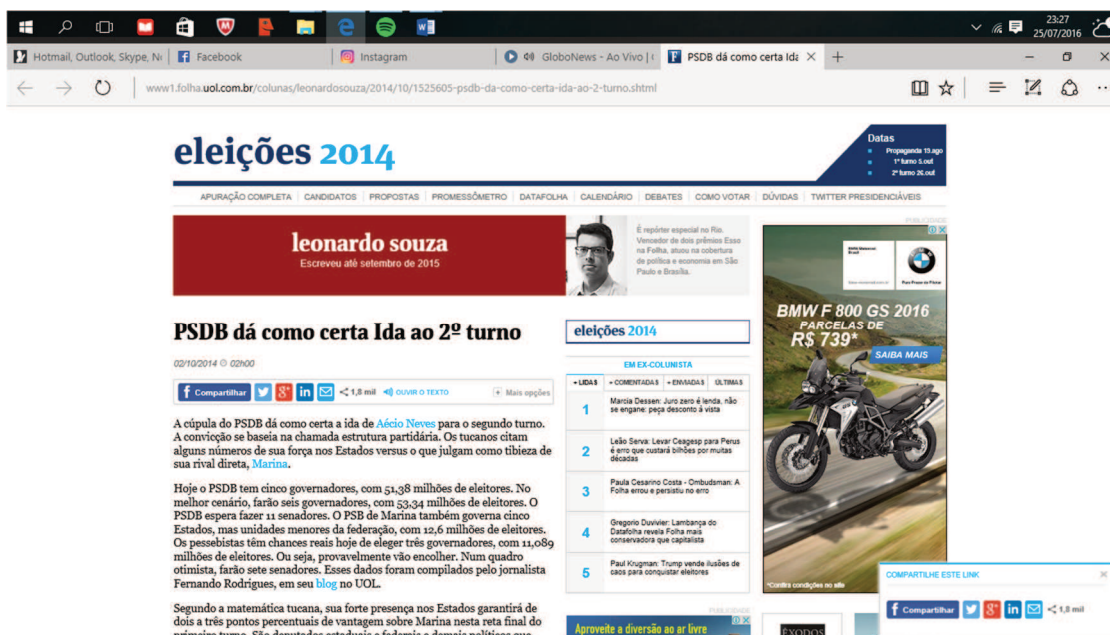 23:27
25/07/2016
Hotmail, Outlook, Skype, No
Facebook
Instagram
GloboNews - Ao Vivo | G
PSDB dá como certa Ida
www1.folha.uol.com.br/colunas/leonardosouza/2014/10/1525605-psdb-da-como-certa-ida-ao-2-turno.shtml
eleições 2014
Datas
Propaganda 19.ago
1º turno 5.out
2º turno 26.out
APURAÇÃO COMPLETA CANDIDATOS PROPOSTAS PROMESSÔMETRO DATAFOLHA CALENDÁRIO DEBATES COMO VOTAR DÚVIDAS TWITTER PRESIDENCIÁVEIS
PUBLICIDADE
leonardo souza
Escreveu até setembro de 2015
É repórter especial no Rio.
Vencedor de dois prêmios Esso
na Folha, atuou na cobertura
de política e economia em São
Paulo e Brasília.
PSDB dá como certa Ida ao 2º turno
02/10/2014 02h00
Compartilhar 1,8 mil OUVIR O TEXTO Mais opções
A cúpula do PSDB dá como certa a ida de Aécio Neves para o segundo turno.
A convicção se baseia na chamada estrutura partidária. Os tucanos citam
alguns números de sua força nos Estados versus o que julgam como tibieza de
sua rival direta, Marina.
Hoje o PSDB tem cinco governadores, com 51,38 milhões de eleitores. No
melhor cenário, farão seis governadores, com 53,34 milhões de eleitores. O
PSDB espera fazer 11 senadores. O PSB de Marina também governa cinco
Estados, mas unidades menores da federação, com 12,6 milhões de eleitores.
Os pessebistas têm chances reais hoje de eleger três governadores, com 11,089
milhões de eleitores. Ou seja, provavelmente vão encolher. Num quadro
otimista, farão sete senadores. Esses dados foram compilados pelo jornalista
Fernando Rodrigues, em seu blog no UOL.
Segundo a matemática tucana, sua forte presença nos Estados garantirá de
dois a três pontos percentuais de vantagem sobre Marina nesta reta final do
primeiro turno. São deputados estaduais e federais e demais políticos que
eleições 2014
EM EX-COLUNISTA
+ LIDAS + COMENTADAS + ENVIADAS ÚLTIMAS
1 Marcia Dessen: Juro zero é lenda, não
se engane: peça desconto à vista
2 Leão Serva: Levar Ceagesp para Perus
é erro que custará bilhões por muitas
décadas
3 Paula Cesarino Costa - Ombudsman: A
Folha errou e persistiu no erro
4 Gregorio Duvivier: Lambança do
Datafolha revela Folha mais
conservadora que capitalista
5 Paul Krugman: Trump vende ilusões de
caos para conquistar eleitores
PUBLICIDADE
Aproveite a diversão ao ar livre
BMW Motorrad
Brasil
Puro Prazer de Pilotar
BMW F 800 GS 2016
PARCELAS DE
R$ 739*
SAIBA MAIS
*Confira condições no site
ÊXODOS
COMPARTILHE ESTE LINK
Compartilhar 1,8 mil